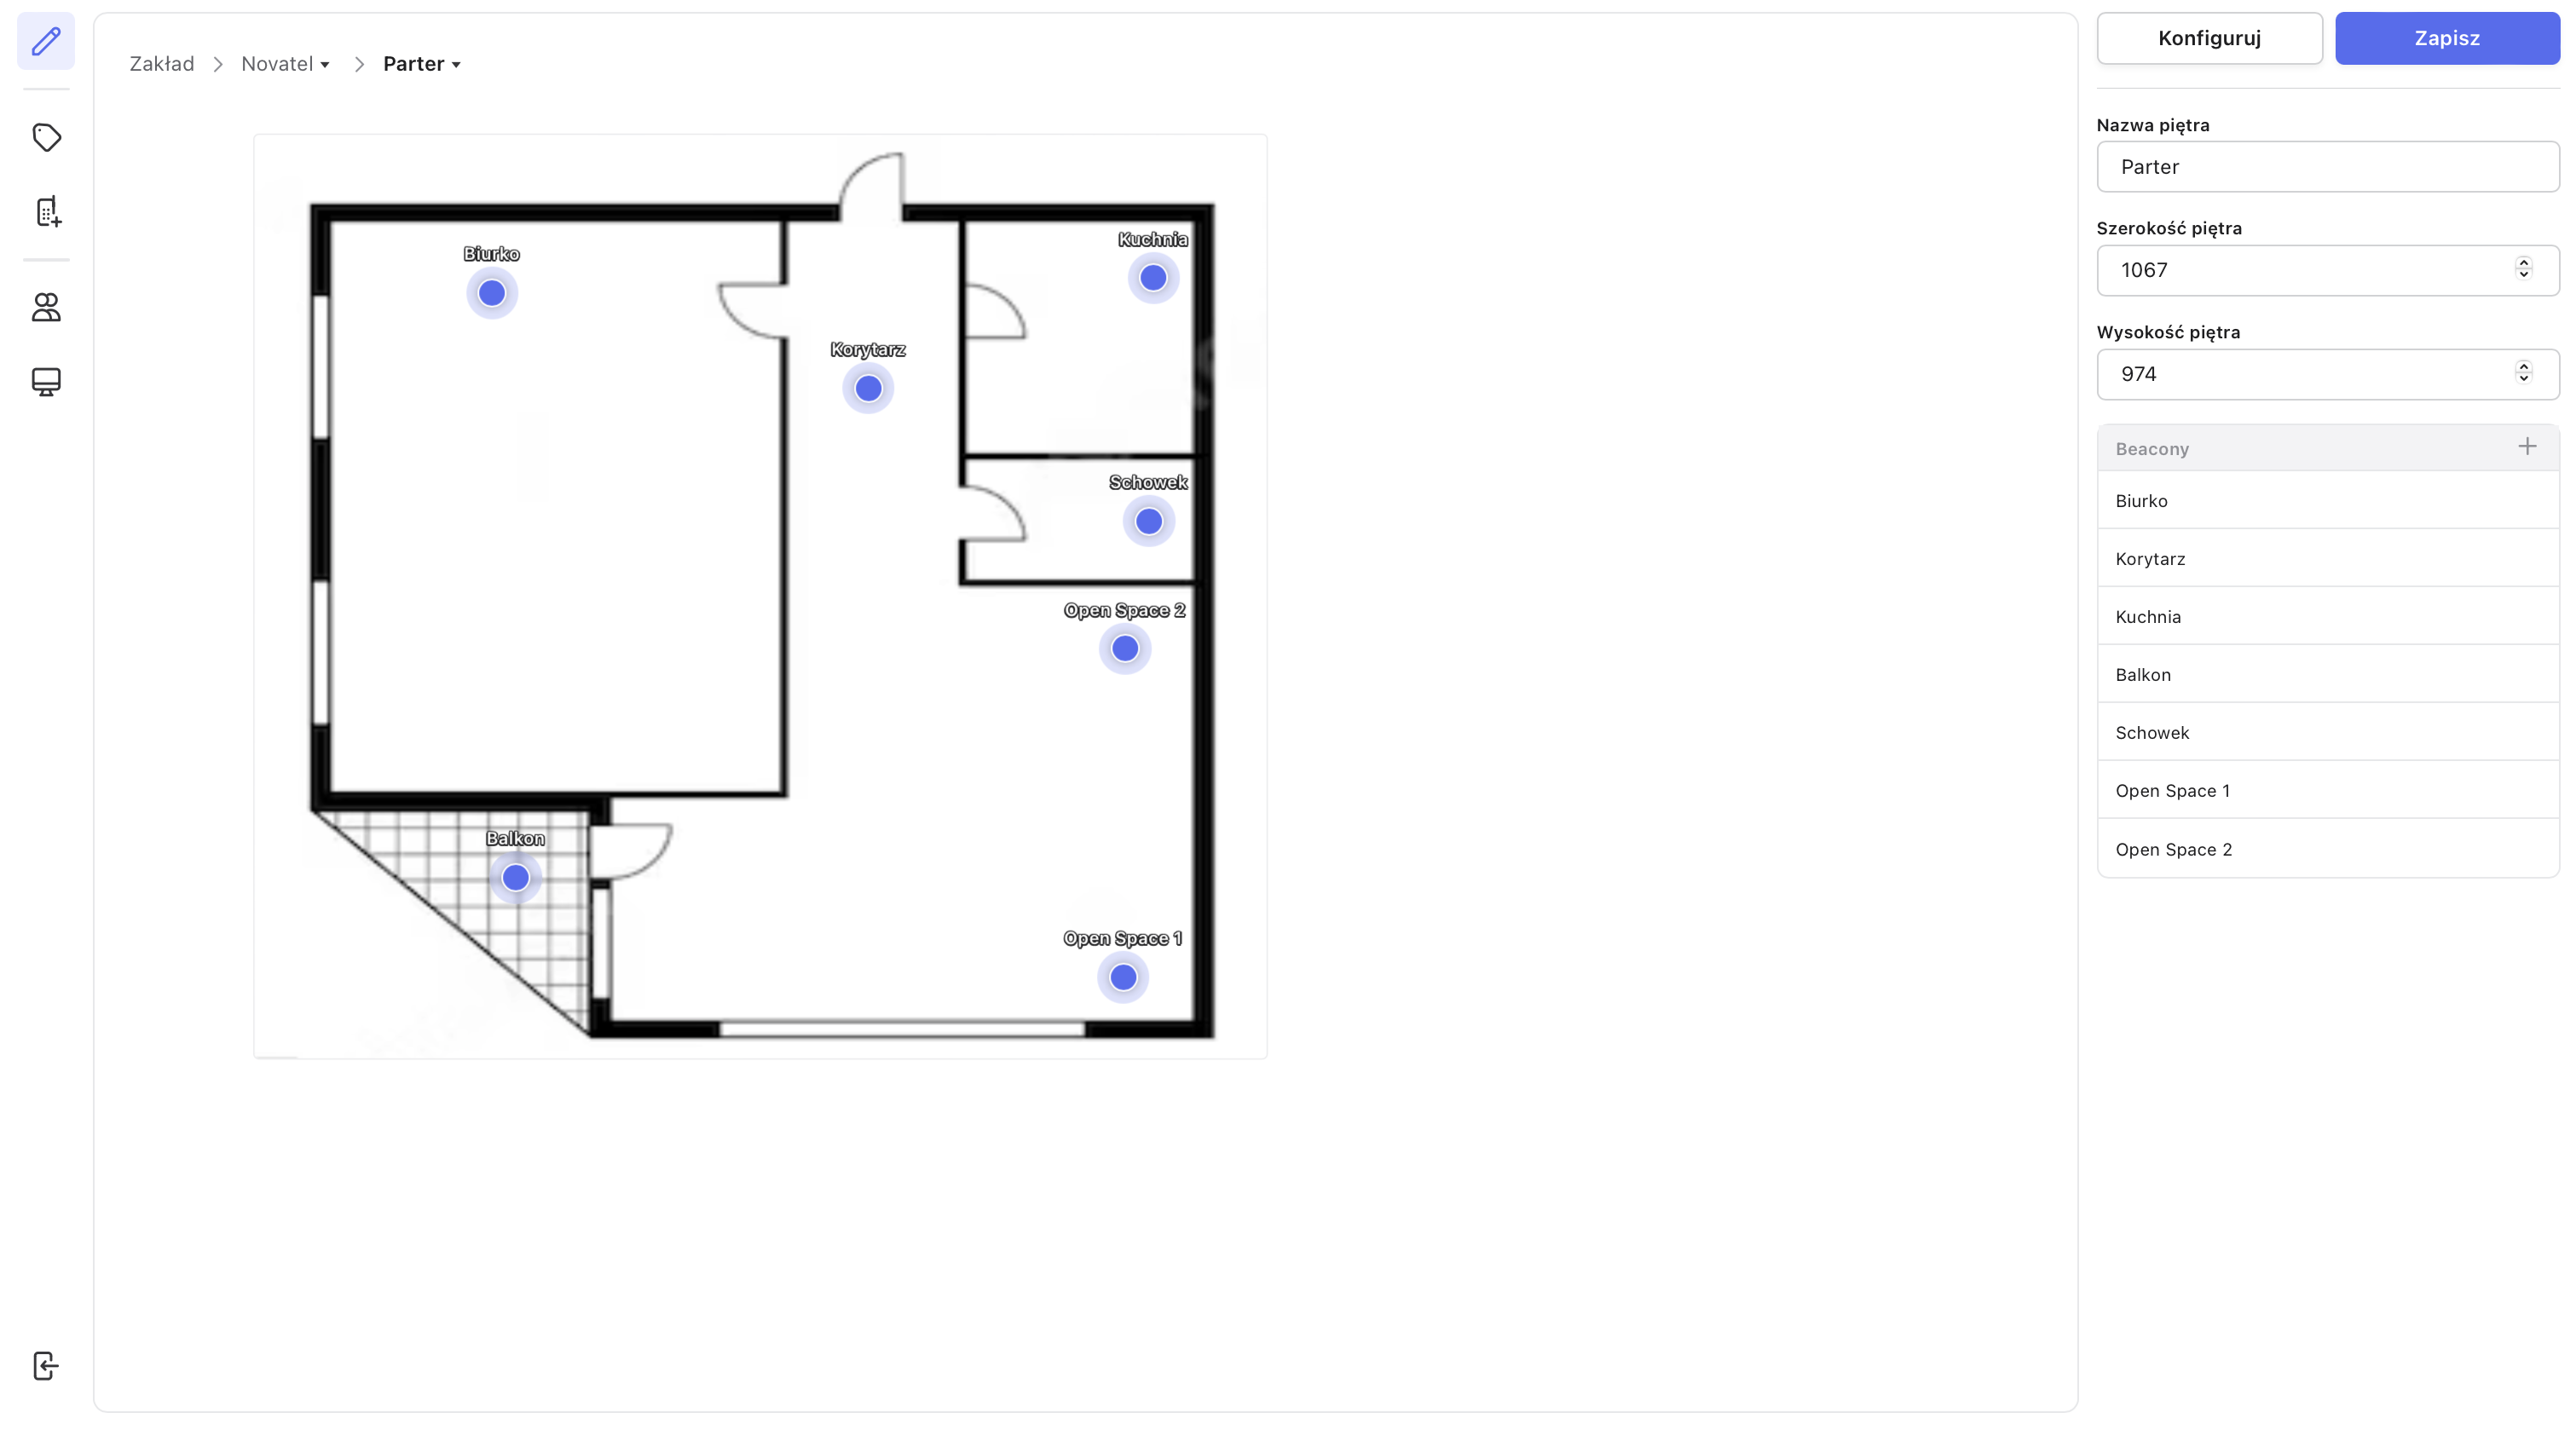 Zakład
Novatel
Parter
Biurko
Kuchnia
Korytarz
Schowek
Open Space 2
Balkon
Open Space 1
Konfiguruj
Zapisz
Nazwa piętra
Parter
Szerokość piętra
1067
Wysokość piętra
974
Beacony
Biurko
Korytarz
Kuchnia
Balkon
Schowek
Open Space 1
Open Space 2